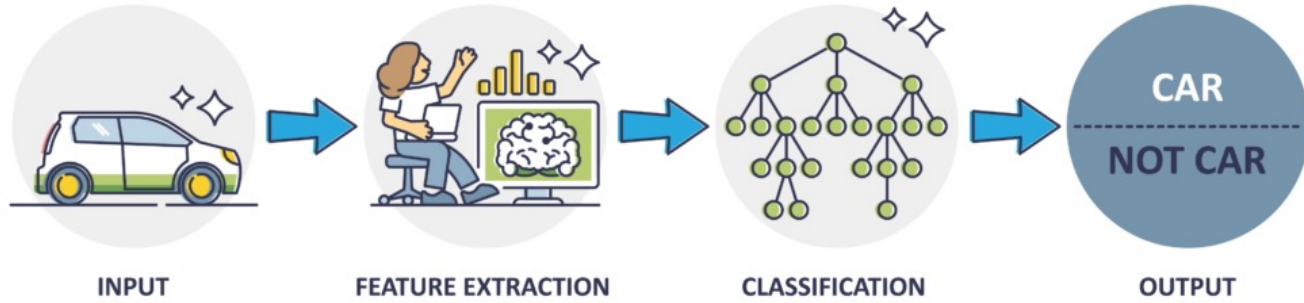 CAR
NOT CAR
INPUT
FEATURE EXTRACTION
CLASSIFICATION
OUTPUT